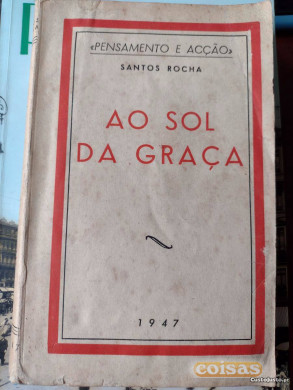 «PENSAMENTO E ACÇÃO»
SANTOS ROCHA
AO SOL
DA GRAÇA
1947
coisas